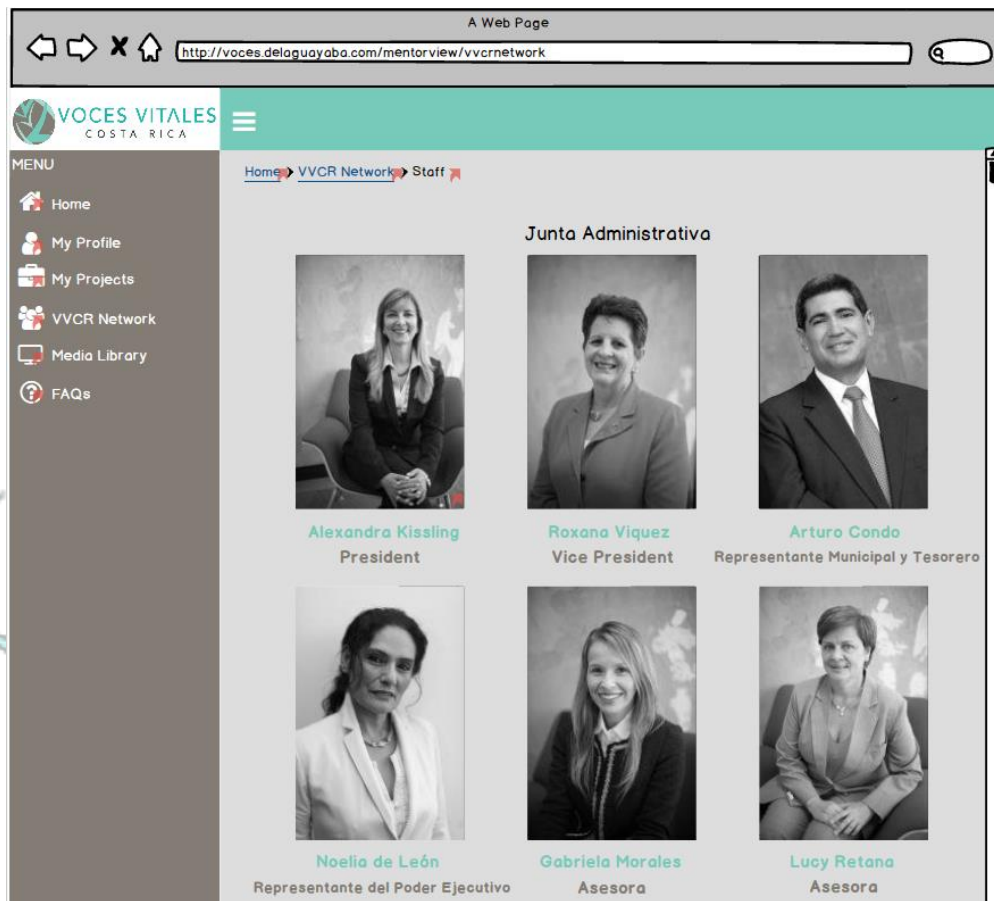 A Web Page
http://voces.delaguayaba.com/mentorview/vvcrnetwork
VOCES VITALES
COSTA RICA
MENU
Home
My Profile
My Projects
VVCR Network
Media Library
FAQs
Home > VVCR Network > Staff
Junta Administrativa
Alexandra Kissling
President
Roxana Viquez
Vice President
Arturo Condo
Representante Municipal y Tesorero
Noelia de León
Representante del Poder Ejecutivo
Gabriela Morales
Asesora
Lucy Retana
Asesora